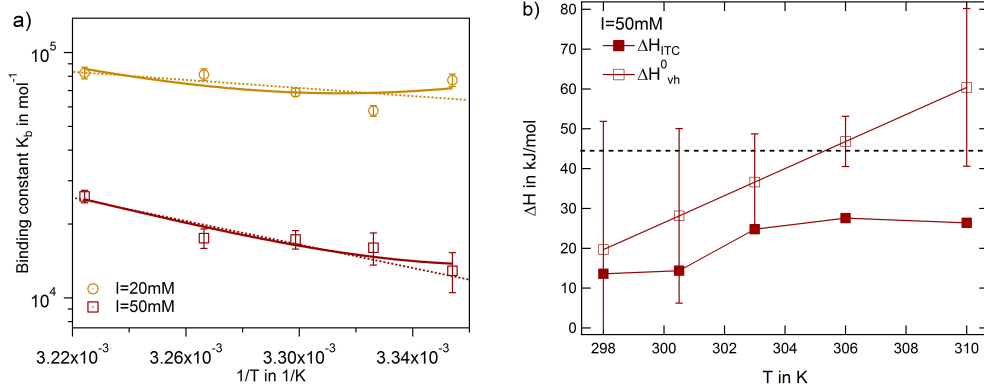 a)
Binding constant K_b in mol^-1
10^5
10^4
I=20mM
I=50mM
3.22x10^-3
3.26x10^-3
3.30x10^-3
3.34x10^-3
1/T in 1/K
b)
I=50mM
ΔH_ITC
ΔH^0_vh
ΔH in kJ/mol
80
70
60
50
40
30
20
10
0
298
300
302
304
306
308
310
T in K